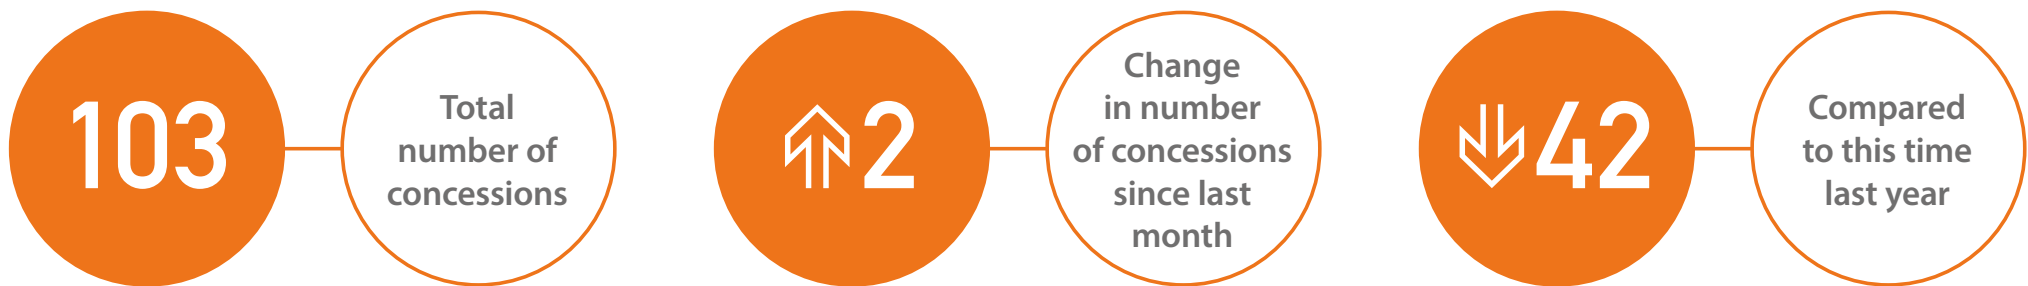 103
Total
number of
concessions
2
Change
in number
of concessions
since last
month
42
Compared
to this time
last year